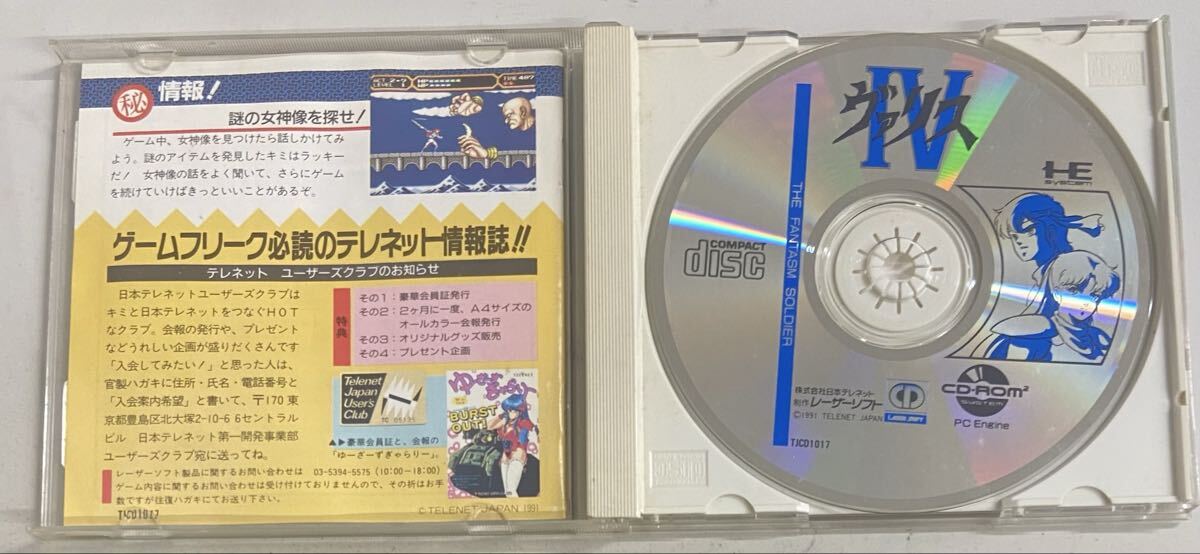 秘 情報!
謎の女神像を探せ!
ゲーム中、女神像を見つけたら話しかけてみ
よう。謎のアイテムを発見したキミはラッキー
だ! 女神像の話をよく聞いて、さらにゲーム
を続けていけばきっといいことがあるぞ。
ACT 2-7
LEVEL 1
HP
WP
TIME 487
ゲームフリーク必読のテレネット情報誌!!
テレネット ユーザーズクラブのお知らせ
日本テレネットユーザーズクラブは
キミと日本テレネットをつなぐHOT
なクラブ。会報の発行や、プレゼント
などうれしい企画が盛りだくさんです
「入会してみたい!」と思った人は、
官製ハガキに住所・氏名・電話番号と
「入会案内希望」と書いて、〒170 東
京都豊島区北大塚2-10-6 6セントラル
ビル 日本テレネット第一開発事業部
ユーザーズクラブ宛に送ってね。
特典
その1:豪華会員証発行
その2:2ヶ月に一度、A4サイズの
オールカラー会報発行
その3:オリジナルグッズ販売
その4:プレゼント企画
Telenet
Japan
User's
Club
BURST
OUT!
▲▶豪華会員証と、会報の
「ゆーざーずぎゃらりー」。
レーザーソフト製品に関するお問い合わせは 03-5394-5575 (10:00-18:00)
ゲーム内容に関するお問い合わせは受け付けておりませんので、その折はお手
数ですが往復ハガキにてお送り下さい。
TJCD1017
© TELENET JAPAN 1991
ヴァリス
IV
THE FANTASM SOLDIER
HE
system
COMPACT
disc
株式会社日本テレネット
制作 レーザーソフト
©1991 TELENET JAPAN
LASER SOFT
TJCD1017
CD-ROM²
SYSTEM
PC Engine